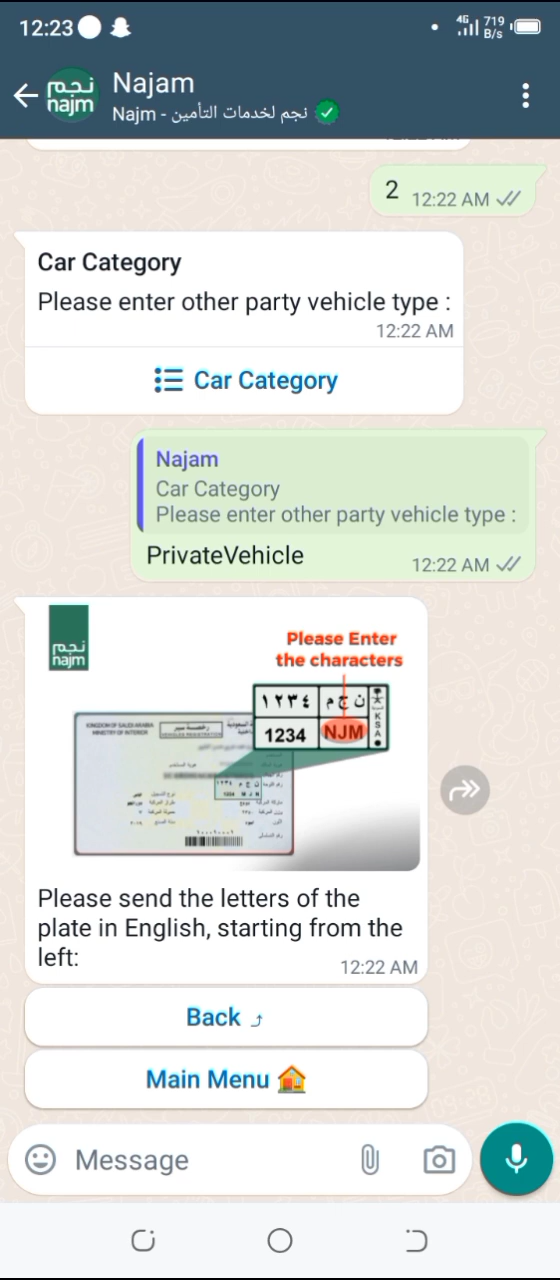 12:23
4G 719 B/s
نجم
najm
Najam
Najm - نجم لخدمات التأمين
2 12:22 AM
Car Category
Please enter other party vehicle type :
12:22 AM
Car Category
Najam
Car Category
Please enter other party vehicle type :
PrivateVehicle 12:22 AM
نجم
najm
Please Enter
the characters
١٢٣٤ ن ج م
1234 NJM
KSA
KINGDOM OF SAUDI ARABIA
MINISTRY OF INTERIOR
رخصة سير
Please send the letters of the
plate in English, starting from the
left:
12:22 AM
Back
Main Menu
Message